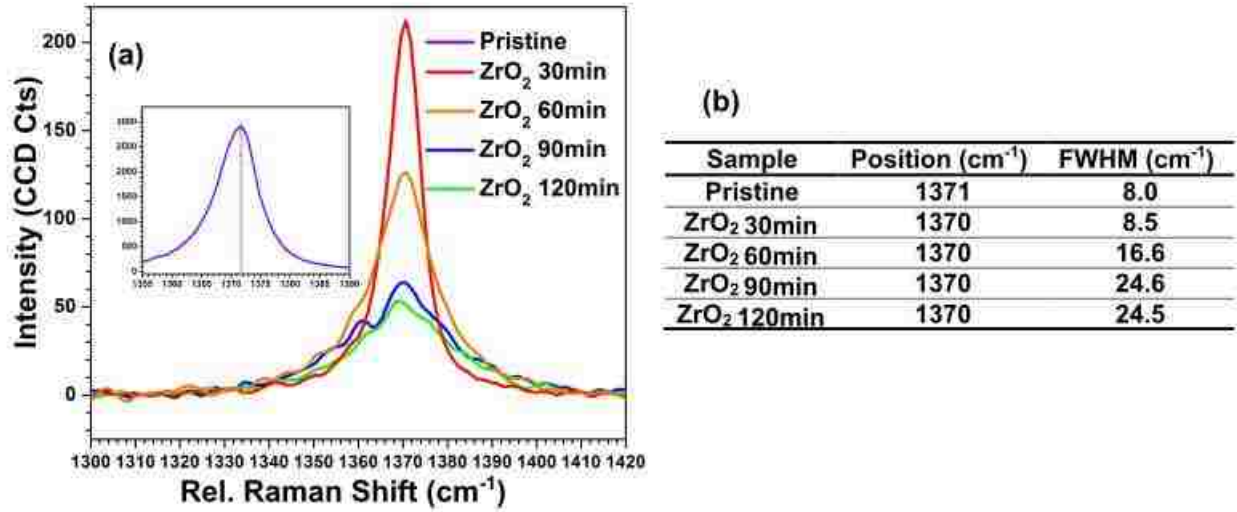 (a)
Intensity (CCD Cts)
200
150
100
50
0
Pristine
ZrO2 30min
ZrO2 60min
ZrO2 90min
ZrO2 120min
1300 1310 1320 1330 1340 1350 1360 1370 1380 1390 1400 1410 1420
Rel. Raman Shift (cm-1)
(b)
Sample Position (cm-1) FWHM (cm-1)
Pristine 1371 8.0
ZrO2 30min 1370 8.5
ZrO2 60min 1370 16.6
ZrO2 90min 1370 24.6
ZrO2 120min 1370 24.5